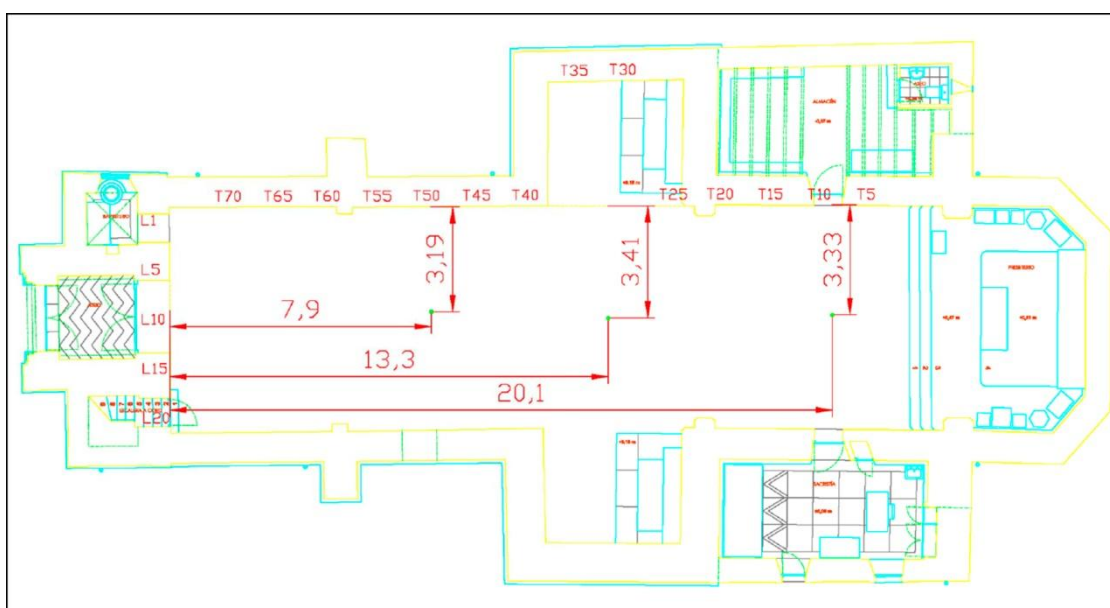 T35 T30
ALMACÉN
T70 T65 T60 T55 T50 T45 T40 T25 T20 T15 T10 T5
L1
L5
L10
L15
L20
3,19
3,41
3,33
7,9
13,3
20,1
PRESBITERIO
SACRISTÍA